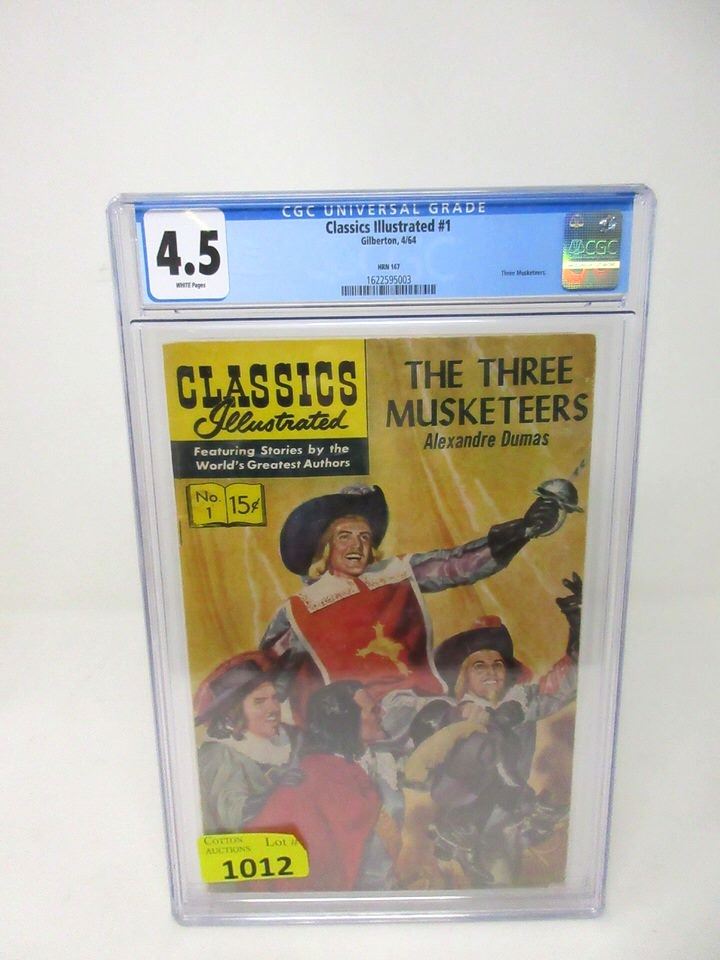 CGC UNIVERSAL GRADE
4.5
WHITE Pages
Classics Illustrated #1
Gilberton, 4/64
HRN 167
1622595003
Three Musketeers.
CGC
CLASSICS
Illustrated
Featuring Stories by the
World's Greatest Authors
No. 1
15¢
THE THREE
MUSKETEERS
Alexandre Dumas
COTTON
AUCTIONS
Lot #
1012